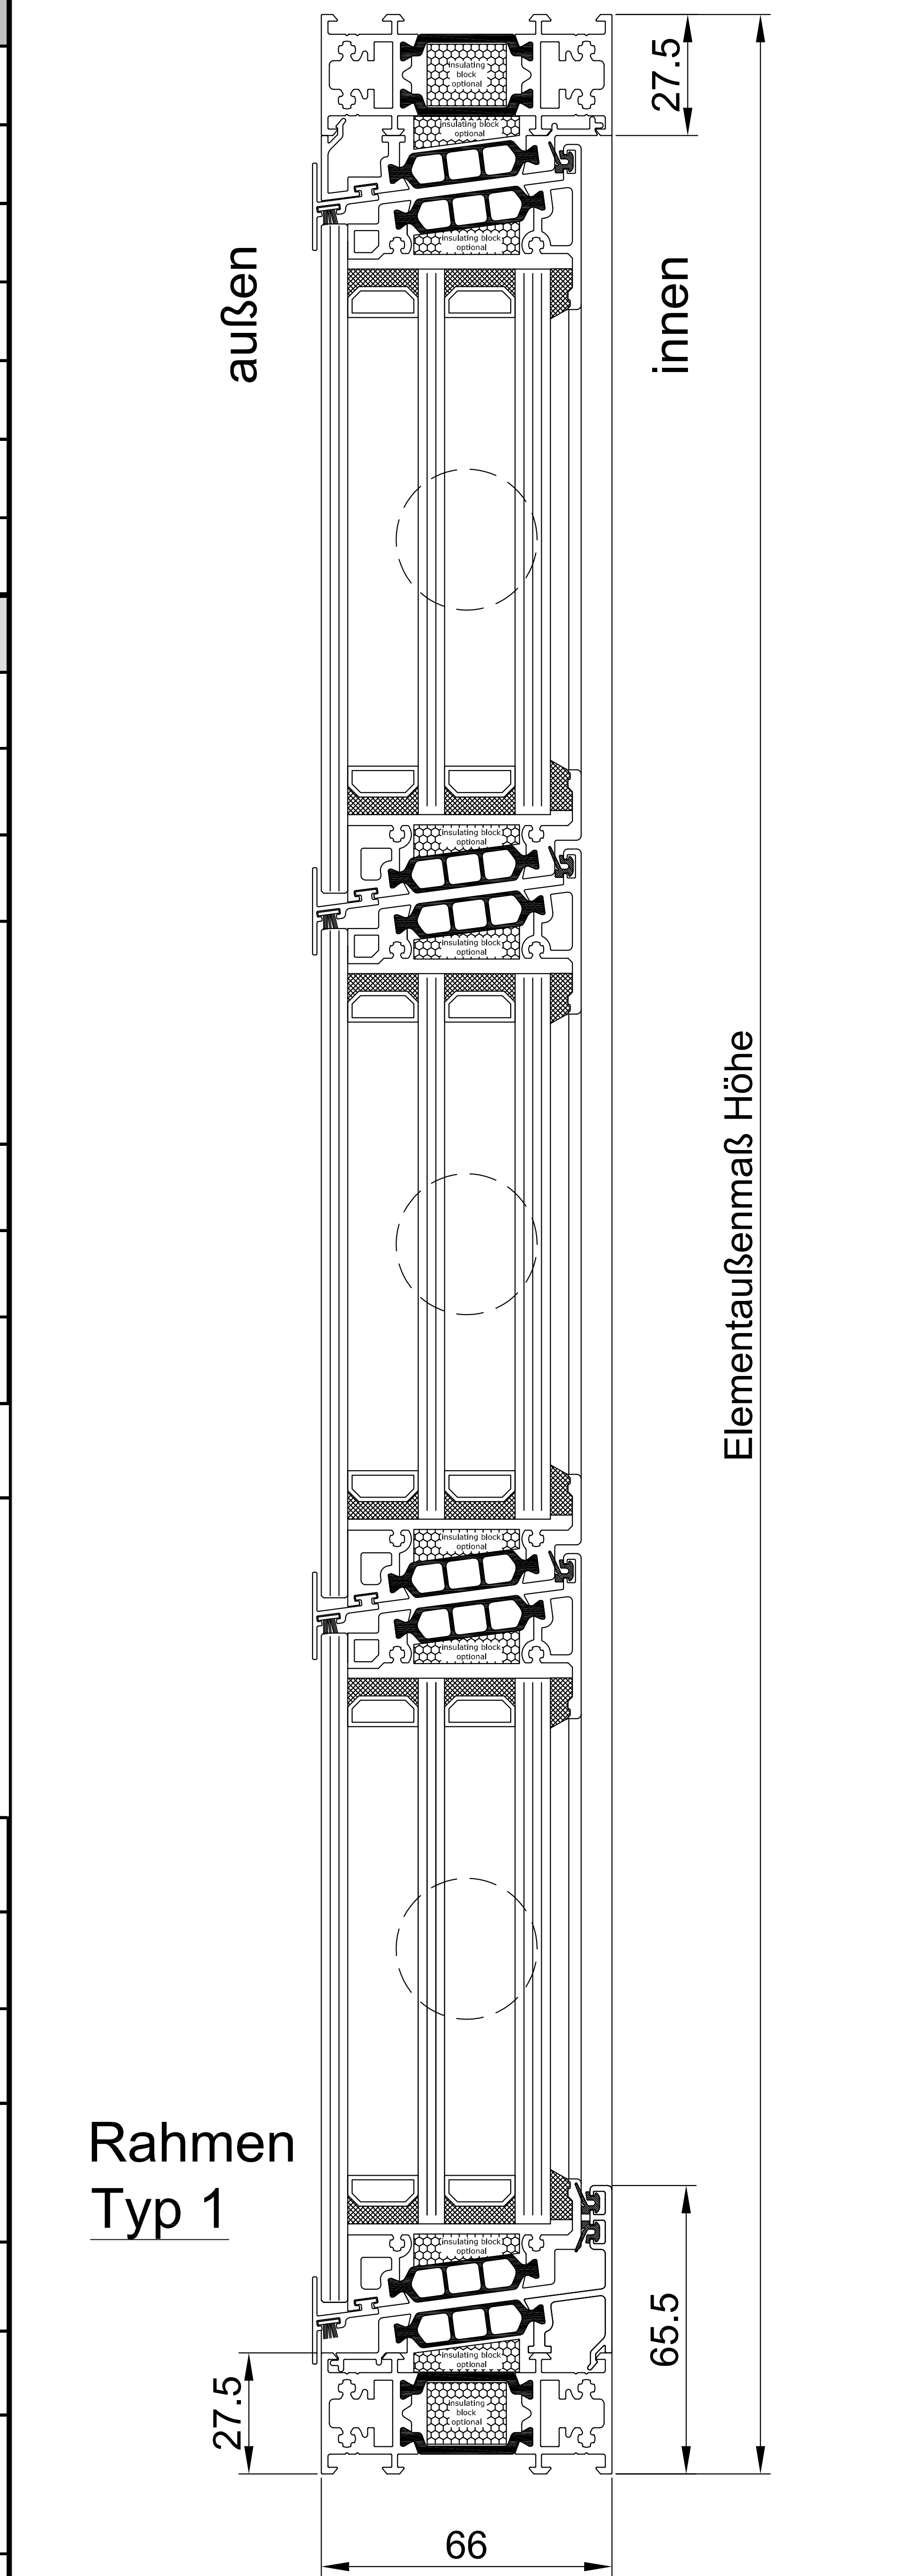 insulating
block
optional
27.5
insulating block
optional
insulating block
optional
außen
innen
insulating block
optional
insulating block
optional
Elementaußenmaß Höhe
insulating block
optional
insulating block
optional
Rahmen
Typ 1
insulating block
optional
65.5
insulating block
optional
27.5
insulating
block
optional
66